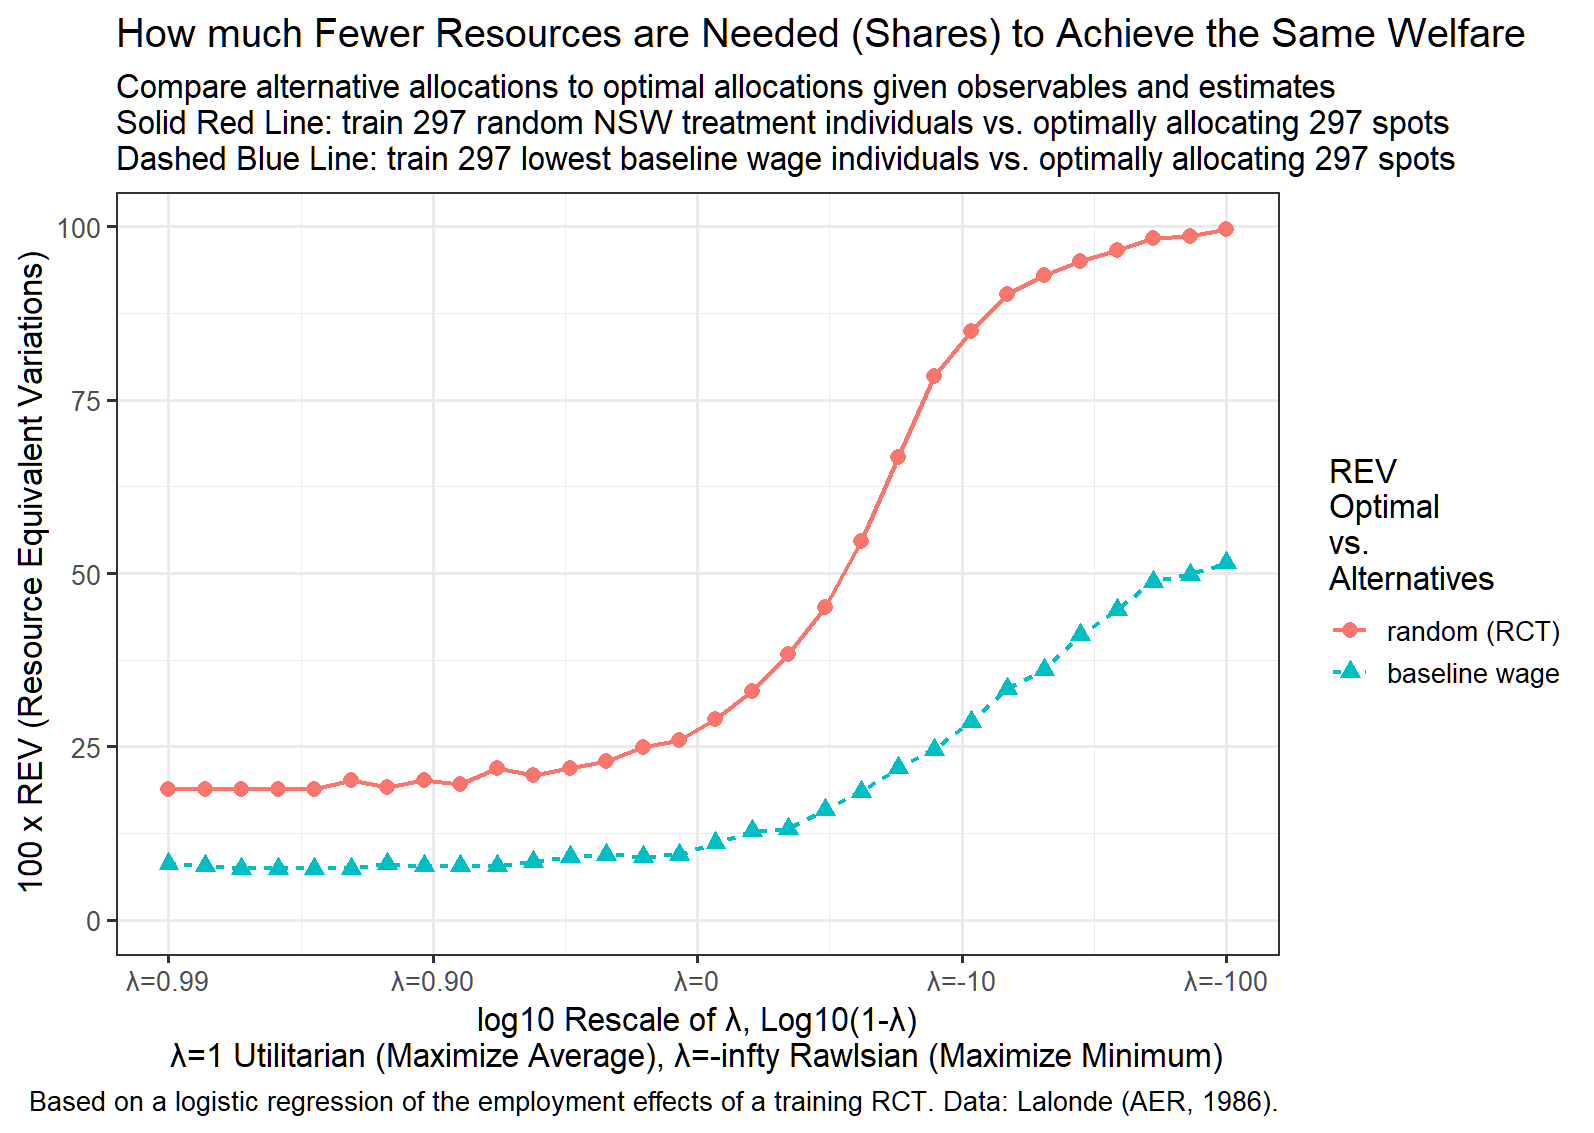 How much Fewer Resources are Needed (Shares) to Achieve the Same Welfare
Compare alternative allocations to optimal allocations given observables and estimates
Solid Red Line: train 297 random NSW treatment individuals vs. optimally allocating 297 spots
Dashed Blue Line: train 297 lowest baseline wage individuals vs. optimally allocating 297 spots
100 x REV (Resource Equivalent Variations)
100
75
50
25
0
λ=0.99
λ=0.90
λ=0
λ=-10
λ=-100
log10 Rescale of λ, Log10(1-λ)
λ=1 Utilitarian (Maximize Average), λ=-infty Rawlsian (Maximize Minimum)
REV
Optimal
vs.
Alternatives
random (RCT)
baseline wage
Based on a logistic regression of the employment effects of a training RCT. Data: Lalonde (AER, 1986).